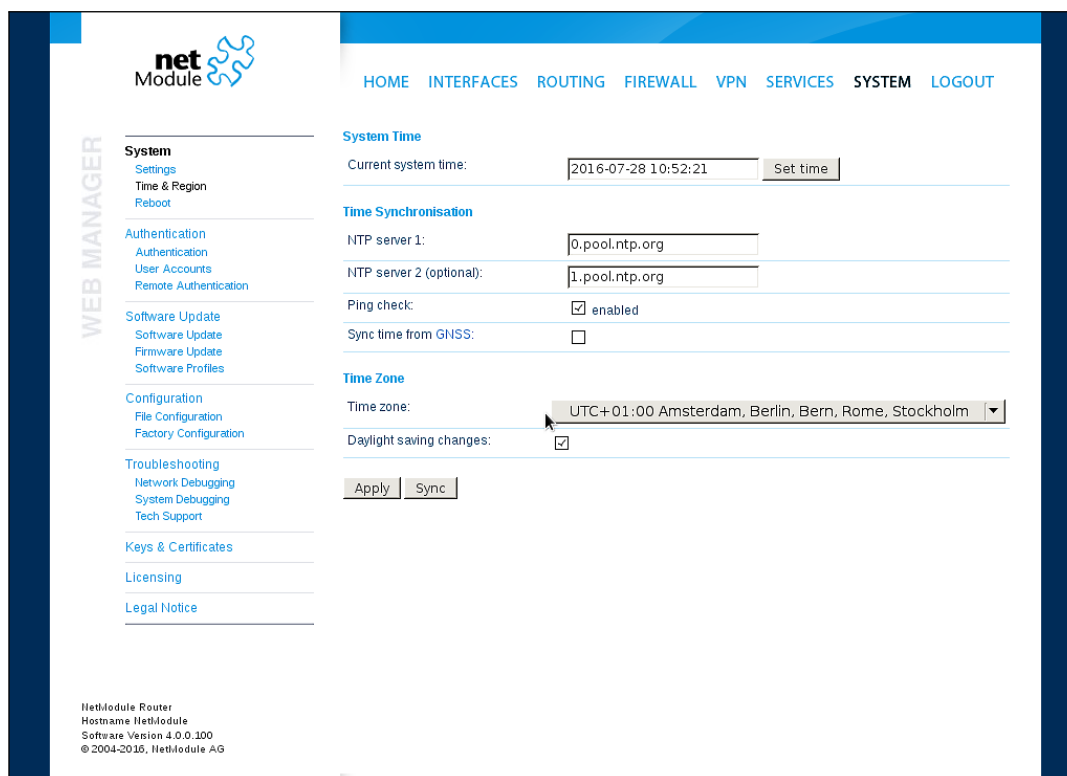 net
Module
HOME INTERFACES ROUTING FIREWALL VPN SERVICES SYSTEM LOGOUT
WEB MANAGER
System
Settings
Time & Region
Reboot
Authentication
Authentication
User Accounts
Remote Authentication
Software Update
Software Update
Firmware Update
Software Profiles
Configuration
File Configuration
Factory Configuration
Troubleshooting
Network Debugging
System Debugging
Tech Support
Keys & Certificates
Licensing
Legal Notice
System Time
Current system time: 2016-07-28 10:52:21 Set time
Time Synchronisation
NTP server 1: 0.pool.ntp.org
NTP server 2 (optional): 1.pool.ntp.org
Ping check: enabled
Sync time from GNSS:
Time Zone
Time zone: UTC+01:00 Amsterdam, Berlin, Bern, Rome, Stockholm
Daylight saving changes:
Apply Sync
NetModule Router
Hostname NetModule
Software Version 4.0.0.100
© 2004-2016, NetModule AG